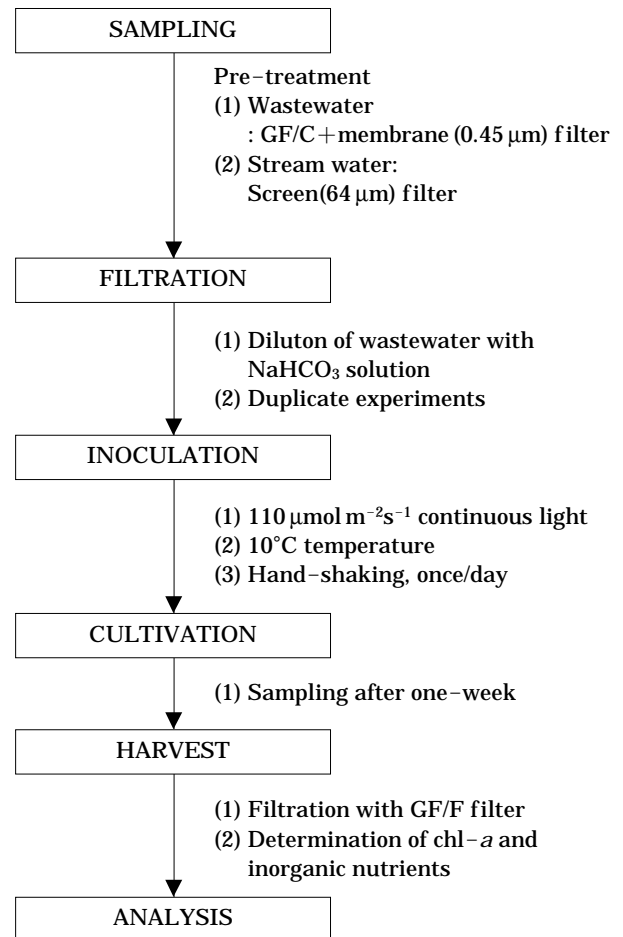 SAMPLING
Pre-treatment
(1) Wastewater
: GF/C+membrane (0.45 μm) filter
(2) Stream water:
Screen(64 μm) filter
FILTRATION
(1) Diluton of wastewater with
NaHCO₃ solution
(2) Duplicate experiments
INOCULATION
(1) 110 μmol m⁻²s⁻¹ continuous light
(2) 10°C temperature
(3) Hand-shaking, once/day
CULTIVATION
(1) Sampling after one-week
HARVEST
(1) Filtration with GF/F filter
(2) Determination of chl-a and
inorganic nutrients
ANALYSIS